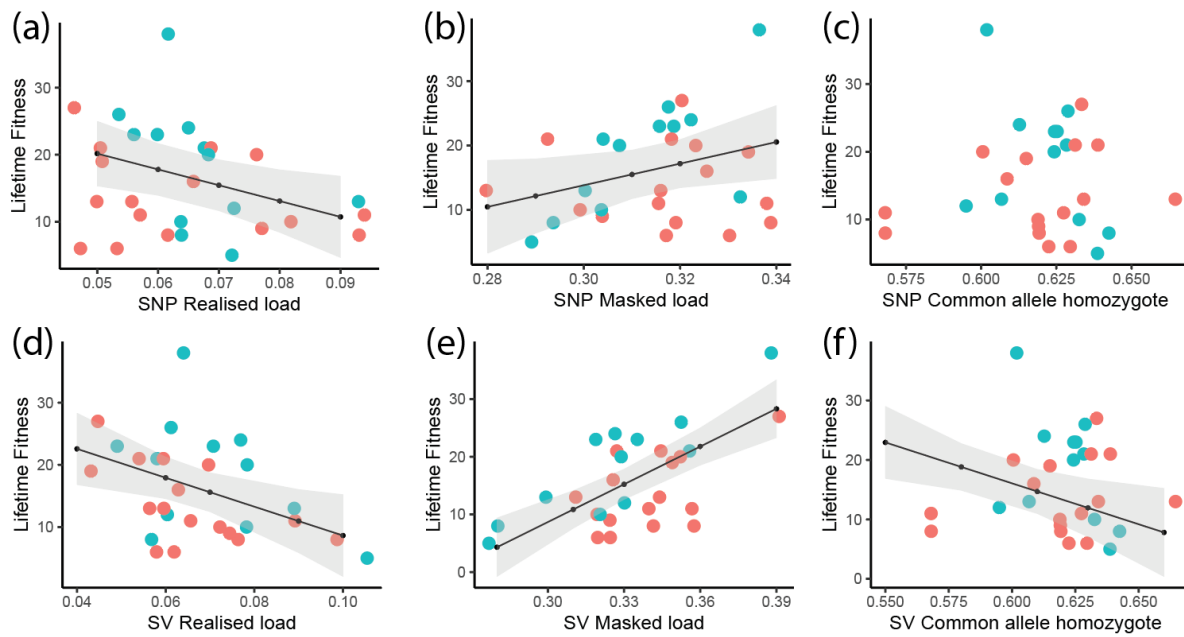 (a)
Lifetime Fitness
30
20
10
0.05 0.06 0.07 0.08 0.09
SNP Realised load
(b)
Lifetime Fitness
30
20
10
0.28 0.30 0.32 0.34
SNP Masked load
(c)
Lifetime Fitness
30
20
10
0.575 0.600 0.625 0.650
SNP Common allele homozygote
(d)
Lifetime Fitness
30
20
10
0.04 0.06 0.08 0.10
SV Realised load
(e)
Lifetime Fitness
30
20
10
0
0.30 0.33 0.36 0.39
SV Masked load
(f)
Lifetime Fitness
30
20
10
0
0.550 0.575 0.600 0.625 0.650
SV Common allele homozygote